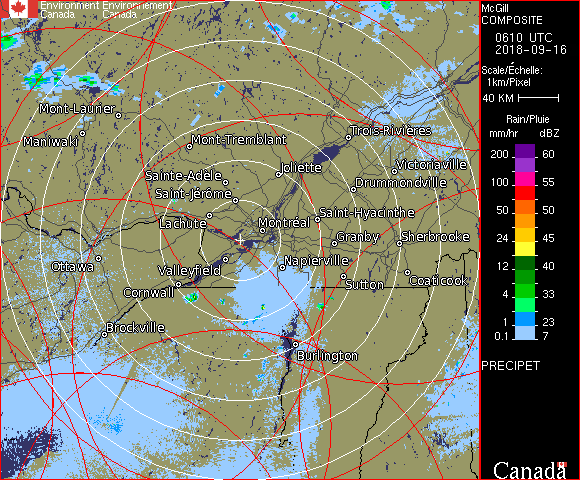 Environment Environnement
Canada Canada
McGill
COMPOSITE
0610 UTC
2018-09-16
Scale/Échelle:
1km/Pixel
40 KM
Rain/Pluie
mm/hr dBZ
200 60
100 55
50 50
24 45
12 40
4 33
1 23
0.1 7
PRECIPET
Mont-Laurier
Maniwaki
Mont-Tremblant
Trois-Rivières
Joliette
Victoriaville
Sainte-Adèle
Drummondville
Saint-Jérôme
Saint-Hyacinthe
Lachute
Montréal
Granby
Sherbrooke
Ottawa
Valleyfield
Napierville
Cornwall
Sutton
Coaticook
Brockville
Burlington
Canada